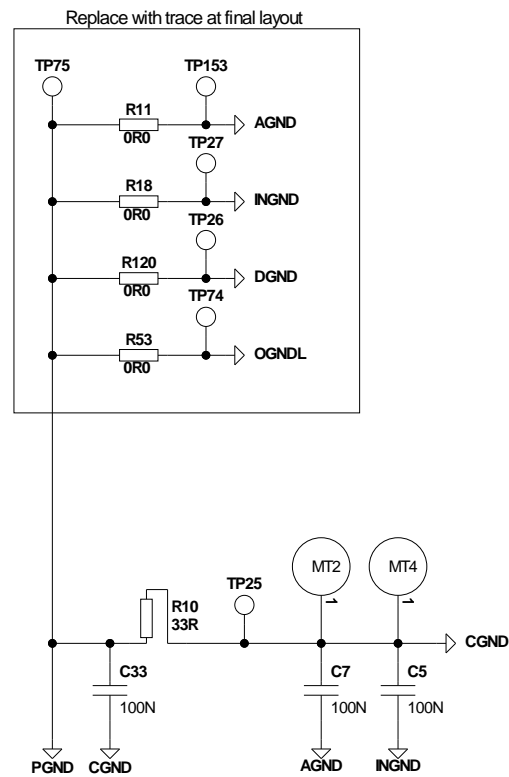 Replace with trace at final layout
TP75
TP153
R11
0R0
AGND
TP27
R18
0R0
INGND
TP26
R120
0R0
DGND
TP74
R53
0R0
OGNDL
MT2
1
MT4
1
TP25
R10
33R
CGND
C33
100N
C7
100N
C5
100N
PGND
CGND
AGND
INGND